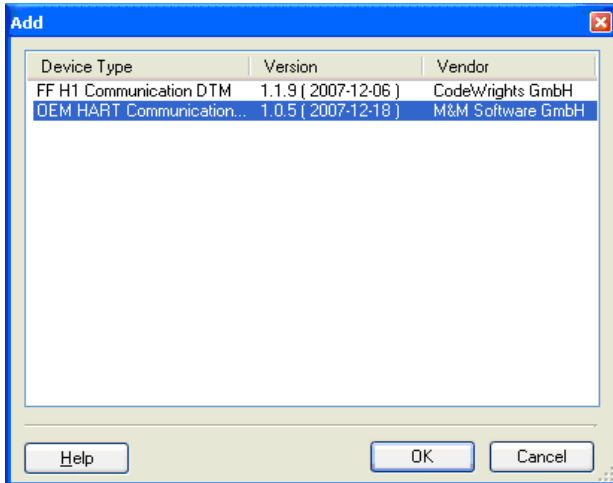 Add
Device Type Version Vendor
FF H1 Communication DTM 1.1.9 ( 2007-12-06 ) CodeWrights GmbH
OEM HART Communication... 1.0.5 ( 2007-12-18 ) M&M Software GmbH
Help OK Cancel